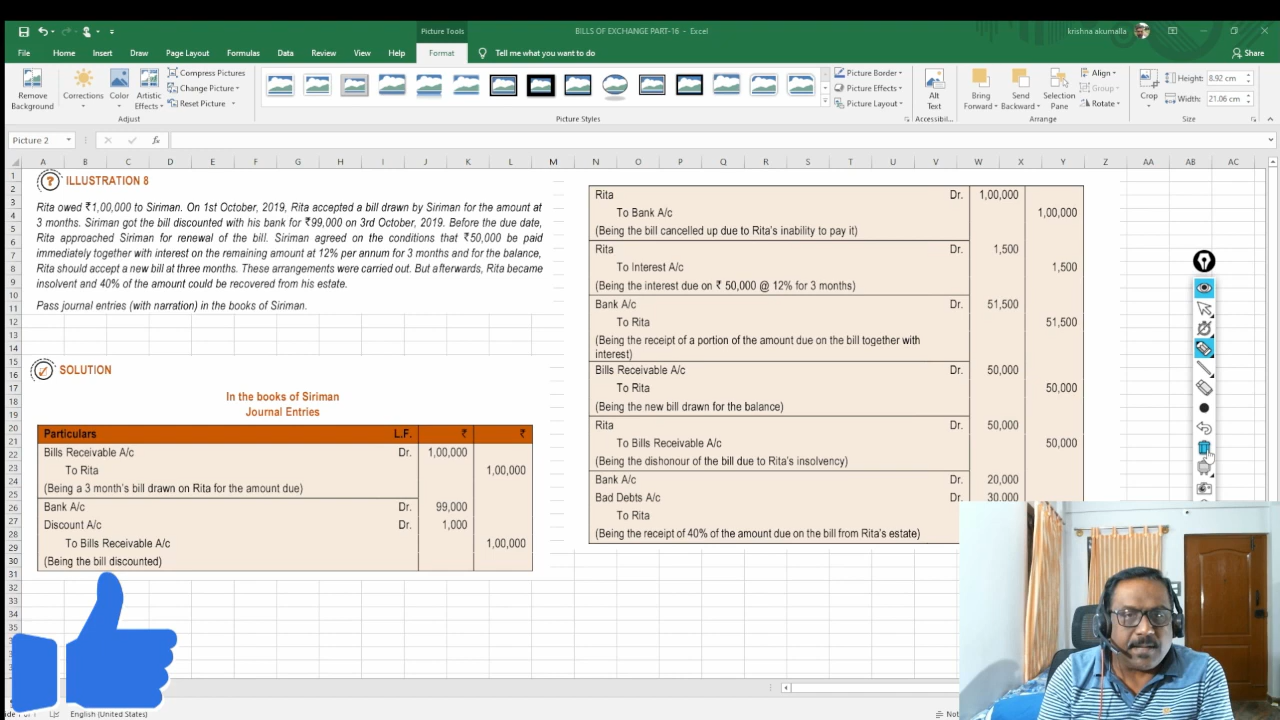 Picture Tools
BILLS OF EXCHANGE PART-16 - Excel
krishna akumalla
File Home Insert Draw Page Layout Formulas Data Review View Help Format Tell me what you want to do
Share
Remove Background
Corrections
Color
Artistic Effects
Compress Pictures
Change Picture
Reset Picture
Picture Border
Picture Effects
Picture Layout
Alt Text
Bring Forward
Send Backward
Selection Pane
Align
Group
Rotate
Crop
Height: 8.92 cm
Width: 21.06 cm
Adjust
Picture Styles
Accessibil...
Arrange
Size
Picture 2
fx
A B C D E F G H I J K L M N O P Q R S T U V W X Y Z AA AB AC
ILLUSTRATION 8
Rita owed ₹1,00,000 to Siriman. On 1st October, 2019, Rita accepted a bill drawn by Siriman for the amount at
3 months. Siriman got the bill discounted with his bank for ₹99,000 on 3rd October, 2019. Before the due date,
Rita approached Siriman for renewal of the bill. Siriman agreed on the conditions that ₹50,000 be paid
immediately together with interest on the remaining amount at 12% per annum for 3 months and for the balance,
Rita should accept a new bill at three months. These arrangements were carried out. But afterwards, Rita became
insolvent and 40% of the amount could be recovered from his estate.
Pass journal entries (with narration) in the books of Siriman.
SOLUTION
In the books of Siriman
Journal Entries
Particulars L.F. ₹ ₹
Bills Receivable A/c Dr. 1,00,000
To Rita 1,00,000
(Being a 3 month's bill drawn on Rita for the amount due)
Bank A/c Dr. 99,000
Discount A/c Dr. 1,000
To Bills Receivable A/c 1,00,000
(Being the bill discounted)
Rita Dr. 1,00,000
To Bank A/c 1,00,000
(Being the bill cancelled up due to Rita's inability to pay it)
Rita Dr. 1,500
To Interest A/c 1,500
(Being the interest due on ₹ 50,000 @ 12% for 3 months)
Bank A/c Dr. 51,500
To Rita 51,500
(Being the receipt of a portion of the amount due on the bill together with
interest)
Bills Receivable A/c Dr. 50,000
To Rita 50,000
(Being the new bill drawn for the balance)
Rita Dr. 50,000
To Bills Receivable A/c 50,000
(Being the dishonour of the bill due to Rita's insolvency)
Bank A/c Dr. 20,000
Bad Debts A/c Dr. 30,000
To Rita
(Being the receipt of 40% of the amount due on the bill from Rita's estate)
English (United States)